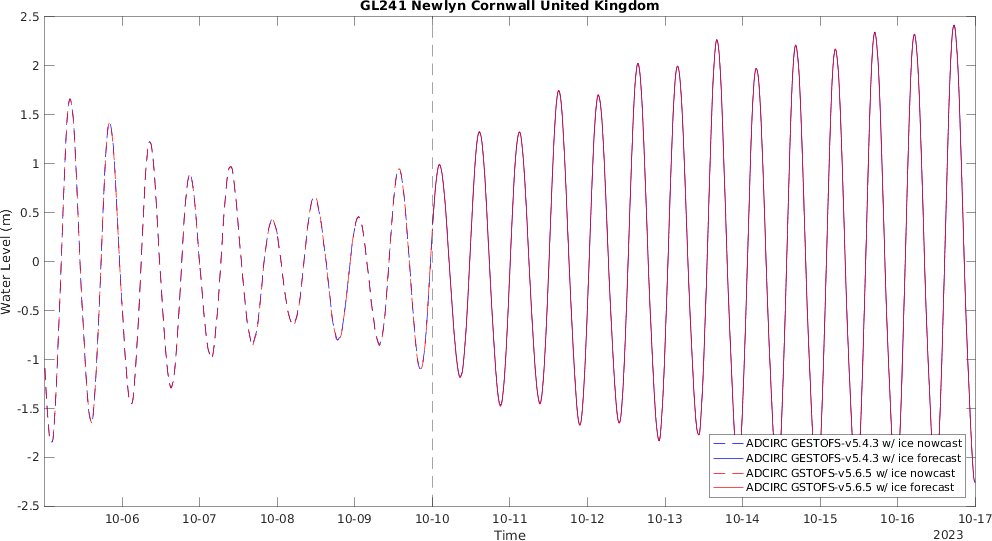 GL241 Newlyn Cornwall United Kingdom
Water Level (m)
2.5
2
1.5
1
0.5
0
-0.5
-1
-1.5
-2
-2.5
ADCIRC GESTOFS-v5.4.3 w/ ice nowcast
ADCIRC GESTOFS-v5.4.3 w/ ice forecast
ADCIRC GSTOFS-v5.6.5 w/ ice nowcast
ADCIRC GSTOFS-v5.6.5 w/ ice forecast
10-06 10-07 10-08 10-09 10-10 10-11 10-12 10-13 10-14 10-15 10-16 10-17
Time
2023